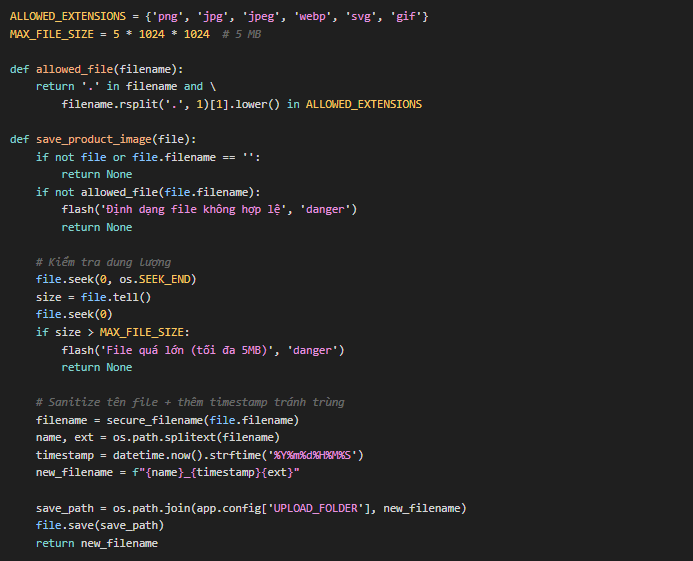 ALLOWED_EXTENSIONS = {'png', 'jpg', 'jpeg', 'webp', 'svg', 'gif'}
MAX_FILE_SIZE = 5 * 1024 * 1024  # 5 MB

def allowed_file(filename):
    return '.' in filename and \
        filename.rsplit('.', 1)[1].lower() in ALLOWED_EXTENSIONS

def save_product_image(file):
    if not file or file.filename == '':
        return None
    if not allowed_file(file.filename):
        flash('Định dạng file không hợp lệ', 'danger')
        return None

    # Kiểm tra dung lượng
    file.seek(0, os.SEEK_END)
    size = file.tell()
    file.seek(0)
    if size > MAX_FILE_SIZE:
        flash('File quá lớn (tối đa 5MB)', 'danger')
        return None

    # Sanitize tên file + thêm timestamp tránh trùng
    filename = secure_filename(file.filename)
    name, ext = os.path.splitext(filename)
    timestamp = datetime.now().strftime('%Y%m%d%H%M%S')
    new_filename = f"{name}_{timestamp}{ext}"

    save_path = os.path.join(app.config['UPLOAD_FOLDER'], new_filename)
    file.save(save_path)
    return new_filename